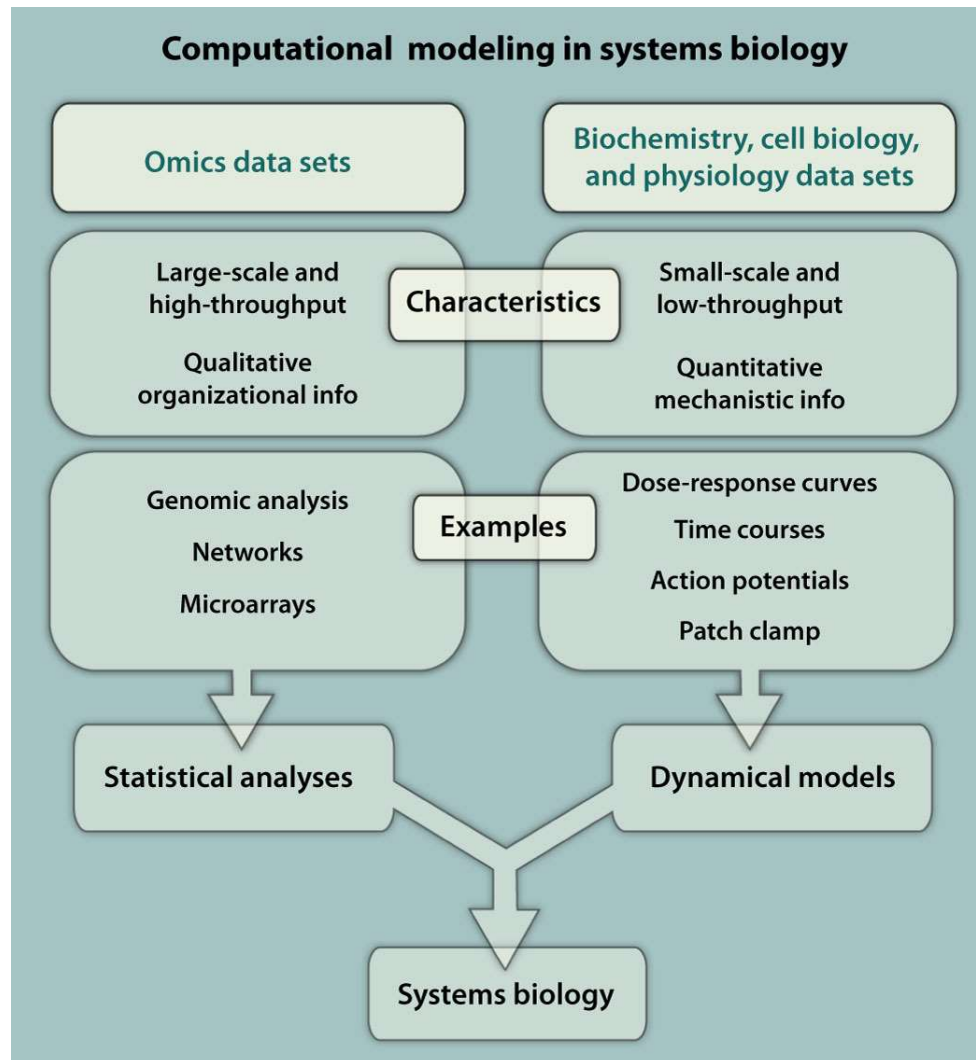 Computational modeling in systems biology
Omics data sets
Biochemistry, cell biology,
and physiology data sets
Large-scale and
high-throughput
Qualitative
organizational info
Characteristics
Small-scale and
low-throughput
Quantitative
mechanistic info
Genomic analysis
Networks
Microarrays
Examples
Dose-response curves
Time courses
Action potentials
Patch clamp
Statistical analyses
Dynamical models
Systems biology